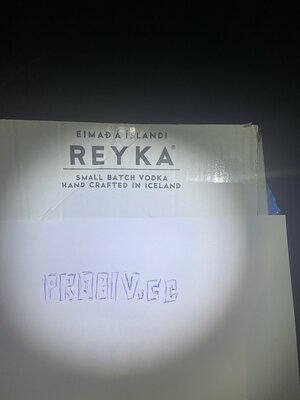 EIMAÐ Á ÍSLANDI
REYKA®
SMALL BATCH VODKA
HAND CRAFTED IN ICELAND
PROBIV.CC